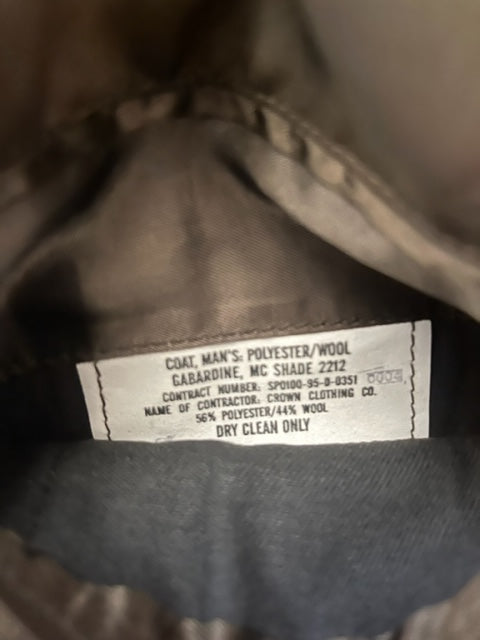 COAT, MAN'S: POLYESTER/WOOL
GABARDINE, MC SHADE 2212
CONTRACT NUMBER: SPO100-95-D-0351
NAME OF CONTRACTOR: CROWN CLOTHING CO.
56% POLYESTER/44% WOOL
DRY CLEAN ONLY